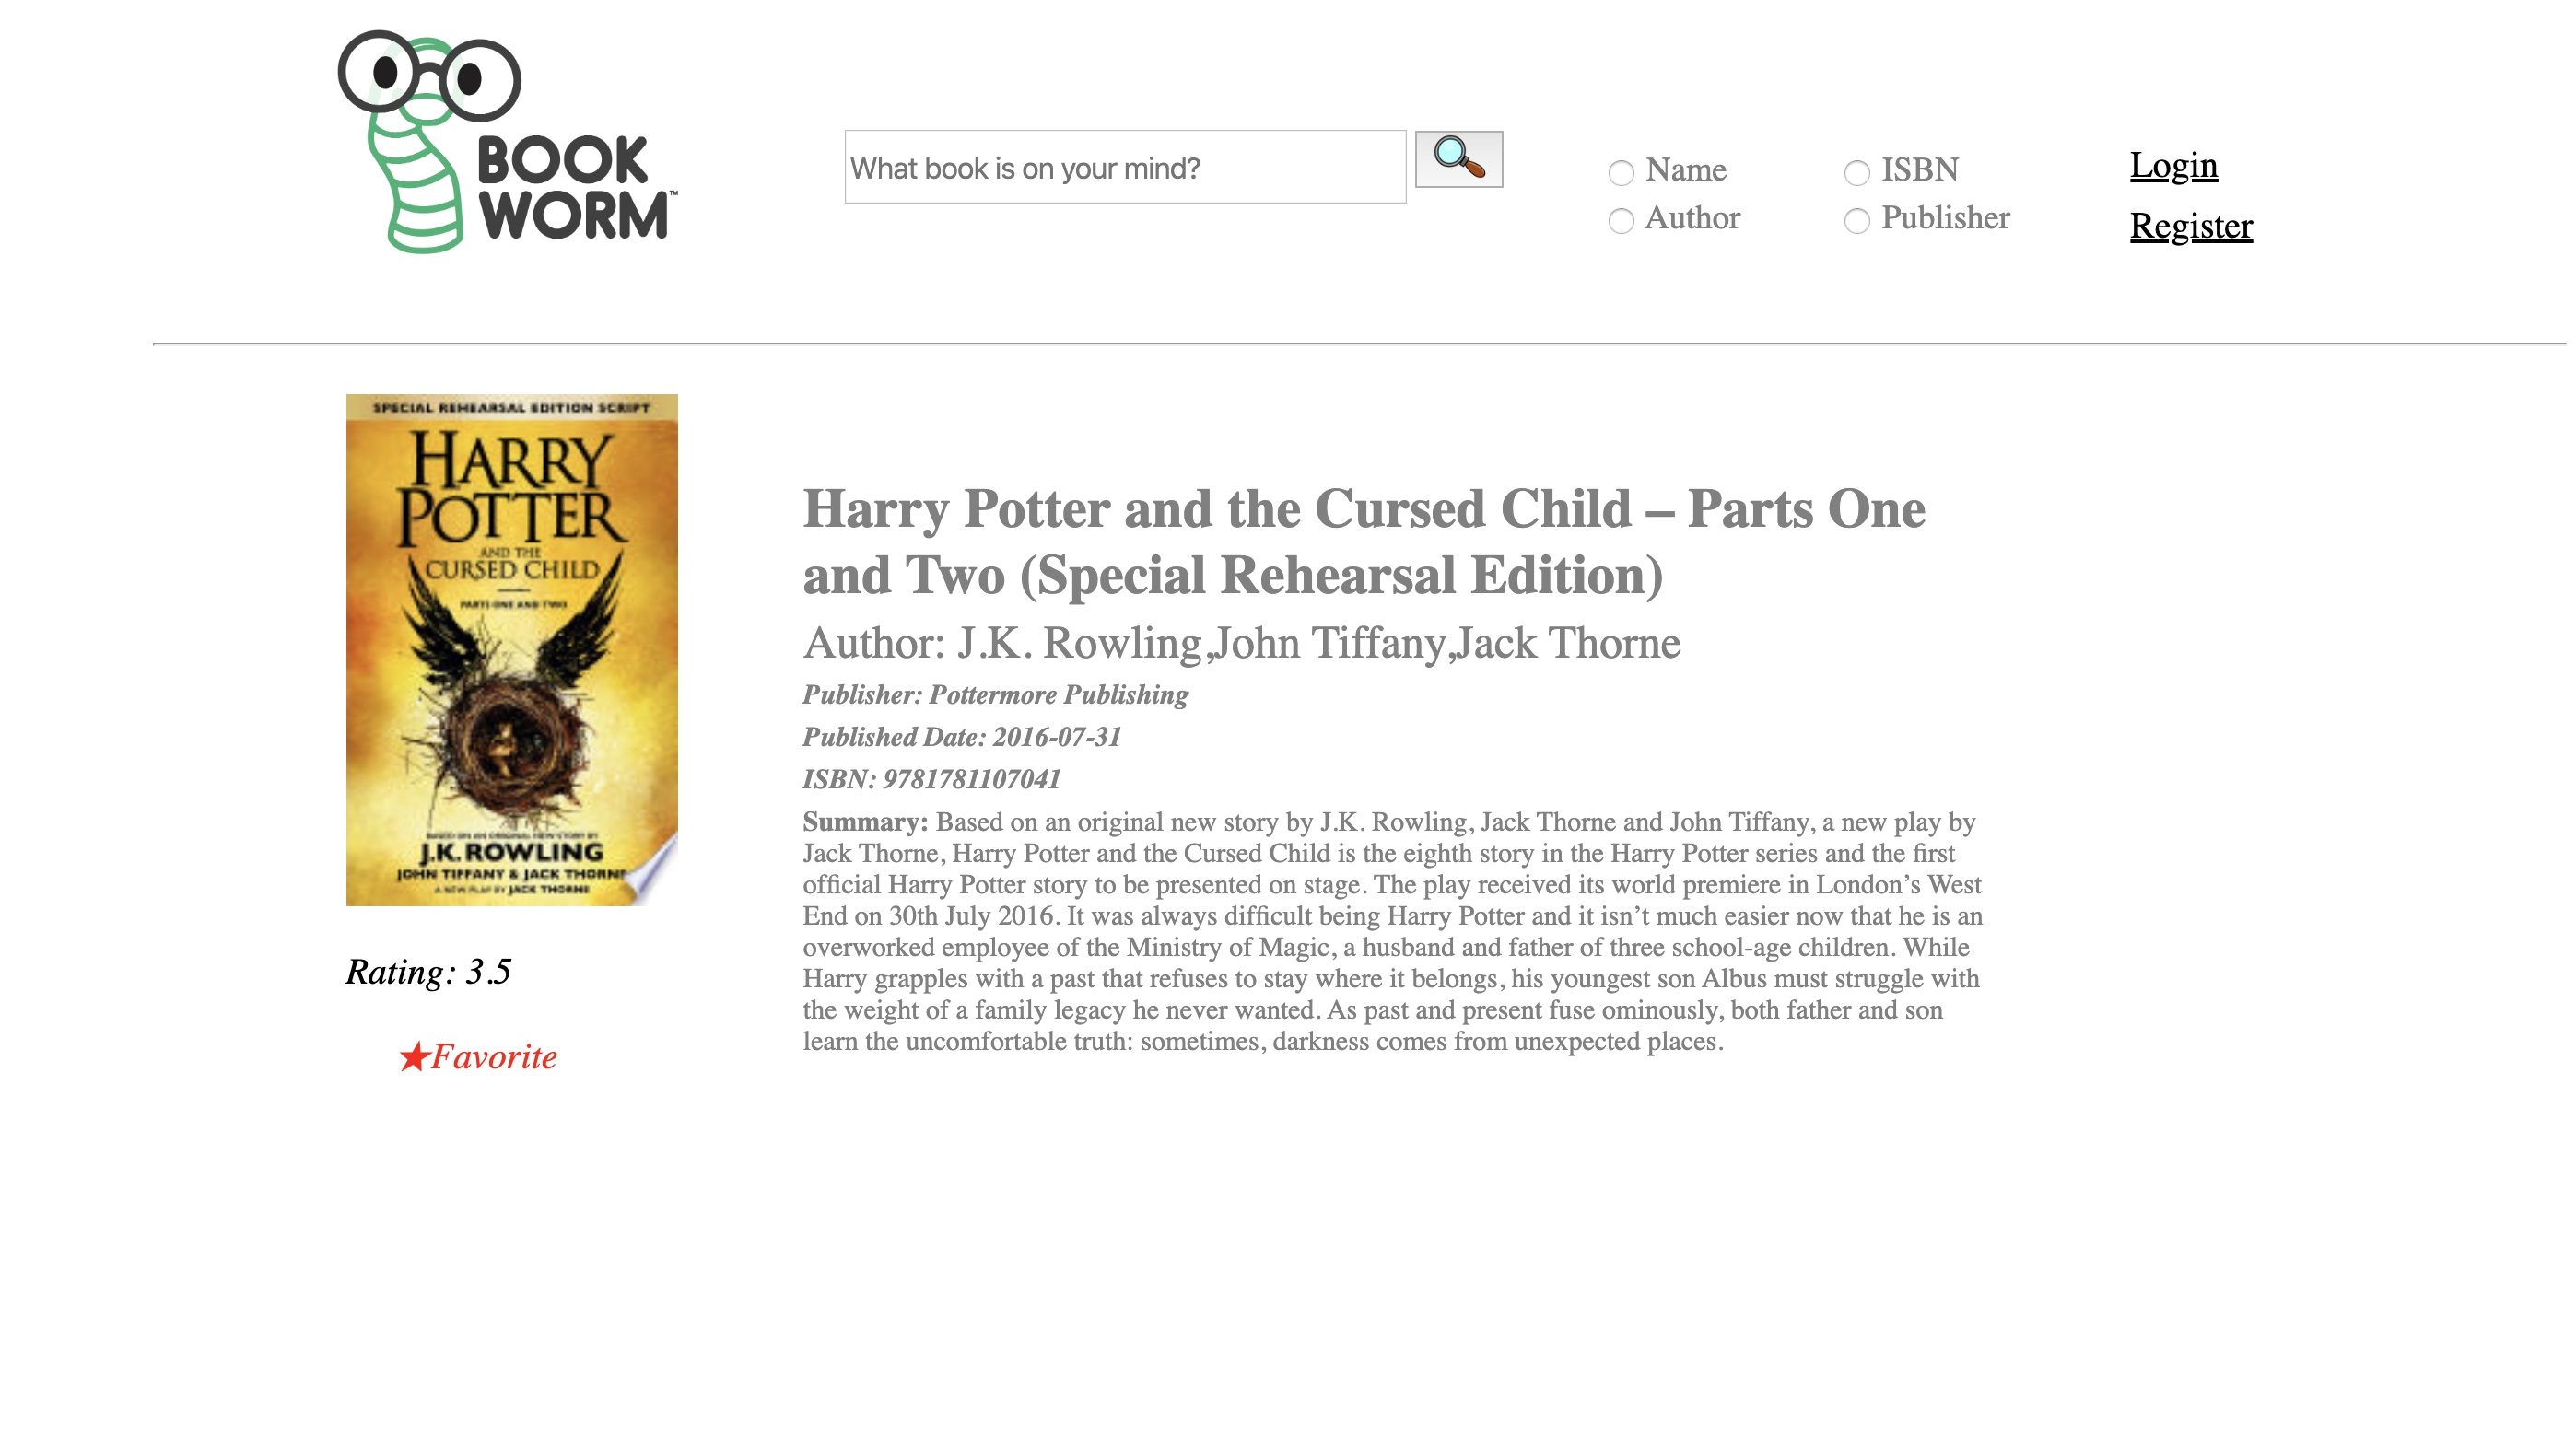 BOOK
WORM™
What book is on your mind?
Name
ISBN
Login
Author
Publisher
Register
SPECIAL REHEARSAL EDITION SCRIPT
HARRY
POTTER
AND THE
CURSED CHILD
PARTS ONE AND TWO
BASED ON AN ORIGINAL NEW STORY BY
J.K. ROWLING
JOHN TIFFANY & JACK THORNE
A NEW PLAY BY JACK THORNE
Rating: 3.5
★Favorite
Harry Potter and the Cursed Child – Parts One
and Two (Special Rehearsal Edition)
Author: J.K. Rowling,John Tiffany,Jack Thorne
Publisher: Pottermore Publishing
Published Date: 2016-07-31
ISBN: 9781781107041
Summary: Based on an original new story by J.K. Rowling, Jack Thorne and John Tiffany, a new play by
Jack Thorne, Harry Potter and the Cursed Child is the eighth story in the Harry Potter series and the first
official Harry Potter story to be presented on stage. The play received its world premiere in London’s West
End on 30th July 2016. It was always difficult being Harry Potter and it isn’t much easier now that he is an
overworked employee of the Ministry of Magic, a husband and father of three school-age children. While
Harry grapples with a past that refuses to stay where it belongs, his youngest son Albus must struggle with
the weight of a family legacy he never wanted. As past and present fuse ominously, both father and son
learn the uncomfortable truth: sometimes, darkness comes from unexpected places.